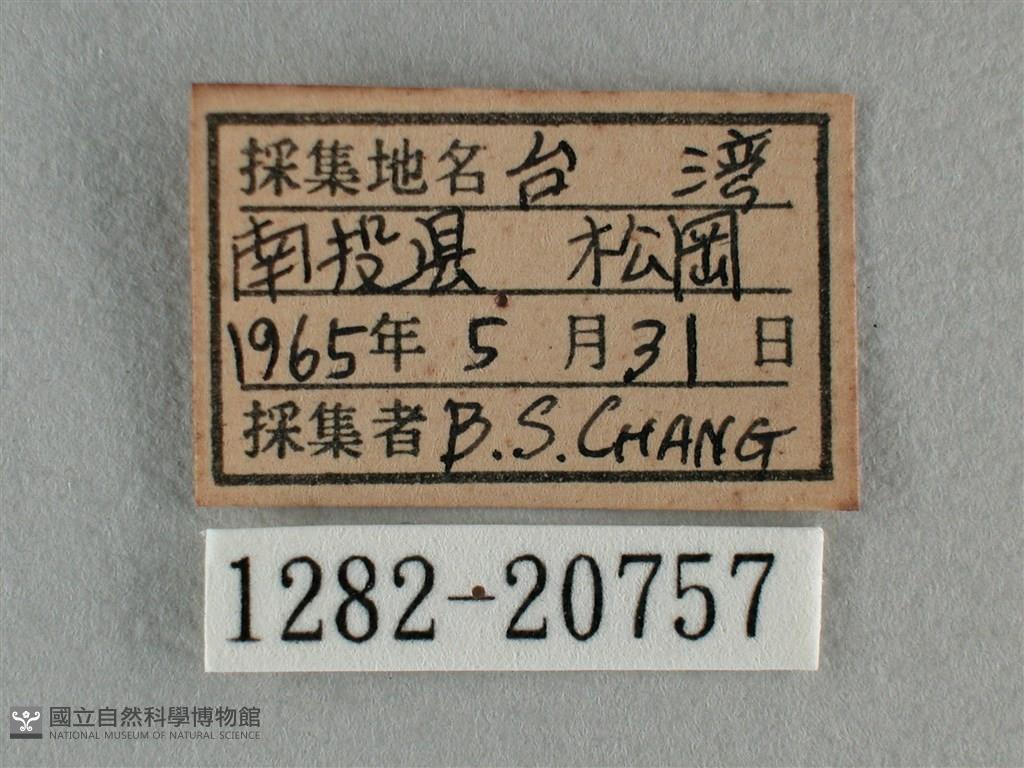 採集地名 台 湾
南投県 松岡
1965年 5 月 31 日
採集者 B.S.CHANG
1282-20757
國立自然科學博物館
NATIONAL MUSEUM OF NATURAL SCIENCE